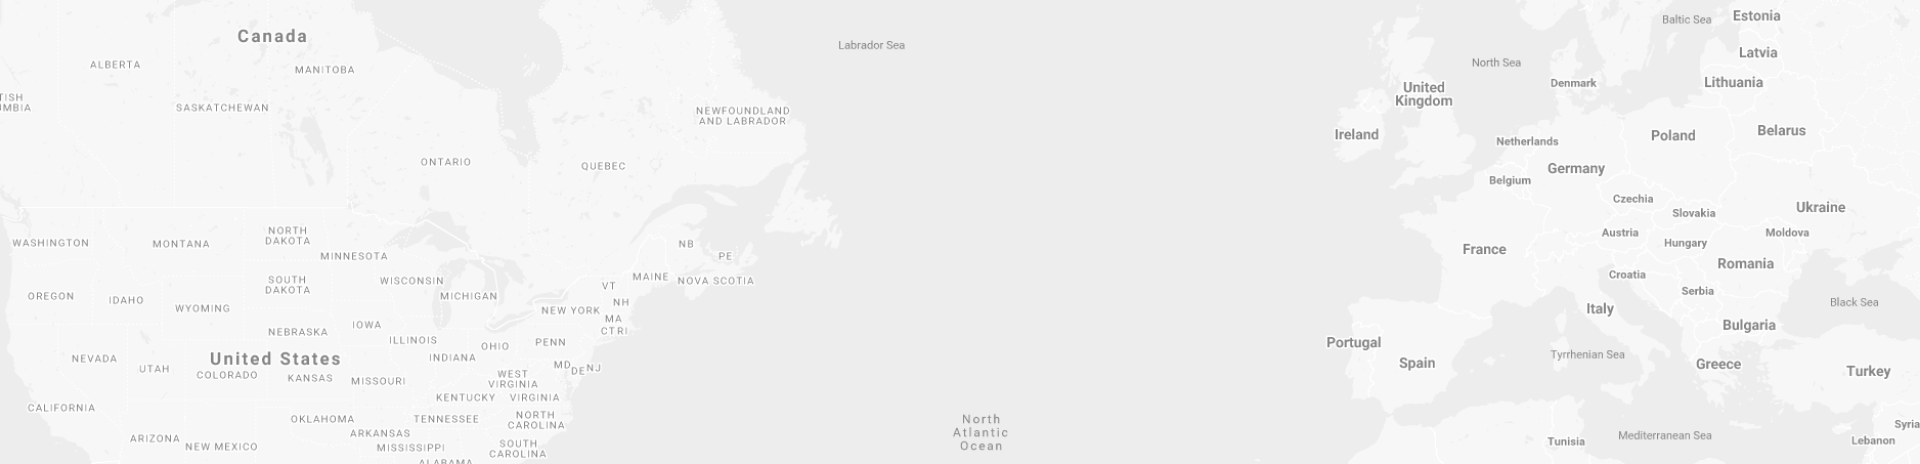 Canada
ALBERTA
MANITOBA
TISH
UMBIA
SASKATCHEWAN
ONTARIO
QUEBEC
NEWFOUNDLAND
AND LABRADOR
Labrador Sea
WASHINGTON
MONTANA
NORTH
DAKOTA
MINNESOTA
SOUTH
DAKOTA
WISCONSIN
MICHIGAN
OREGON
IDAHO
WYOMING
NEBRASKA
IOWA
ILLINOIS
INDIANA
OHIO
PENN
NEW YORK
VT
NH
MA
CT RI
MAINE
NB
PE
NOVA SCOTIA
NEVADA
UTAH
United States
COLORADO
KANSAS
MISSOURI
WEST
VIRGINIA
MD
DE
NJ
KENTUCKY
VIRGINIA
CALIFORNIA
OKLAHOMA
TENNESSEE
NORTH
CAROLINA
ARIZONA
NEW MEXICO
ARKANSAS
MISSISSIPPI
SOUTH
CAROLINA
ALABAMA
North
Atlantic
Ocean
Baltic Sea
Estonia
Latvia
Lithuania
North Sea
Denmark
United
Kingdom
Ireland
Netherlands
Poland
Belarus
Germany
Belgium
Czechia
Slovakia
Ukraine
Austria
Hungary
Moldova
France
Romania
Croatia
Serbia
Italy
Black Sea
Bulgaria
Portugal
Spain
Tyrrhenian Sea
Greece
Turkey
Tunisia
Mediterranean Sea
Syria
Lebanon